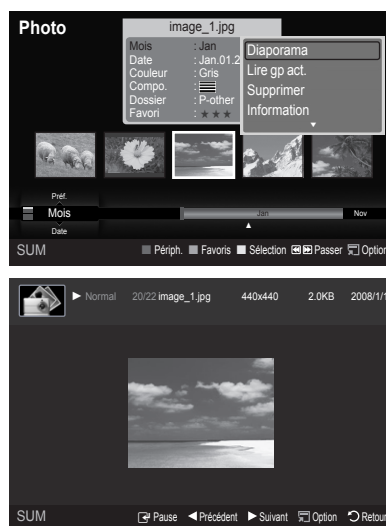 Photo
image_1.jpg
Mois : Jan
Date : Jan.01.2
Couleur : Gris
Compo. :
Dossier : P-other
Favori : ★★★
Diaporama
Lire gp act.
Supprimer
Information
Préf.
Mois
Date
Jan
Nov
SUM
Périph. Favoris Sélection Passer Option
Normal 20/22 image_1.jpg 440x440 2.0KB 2008/1/1
SUM
Pause Précédent Suivant Option Retour